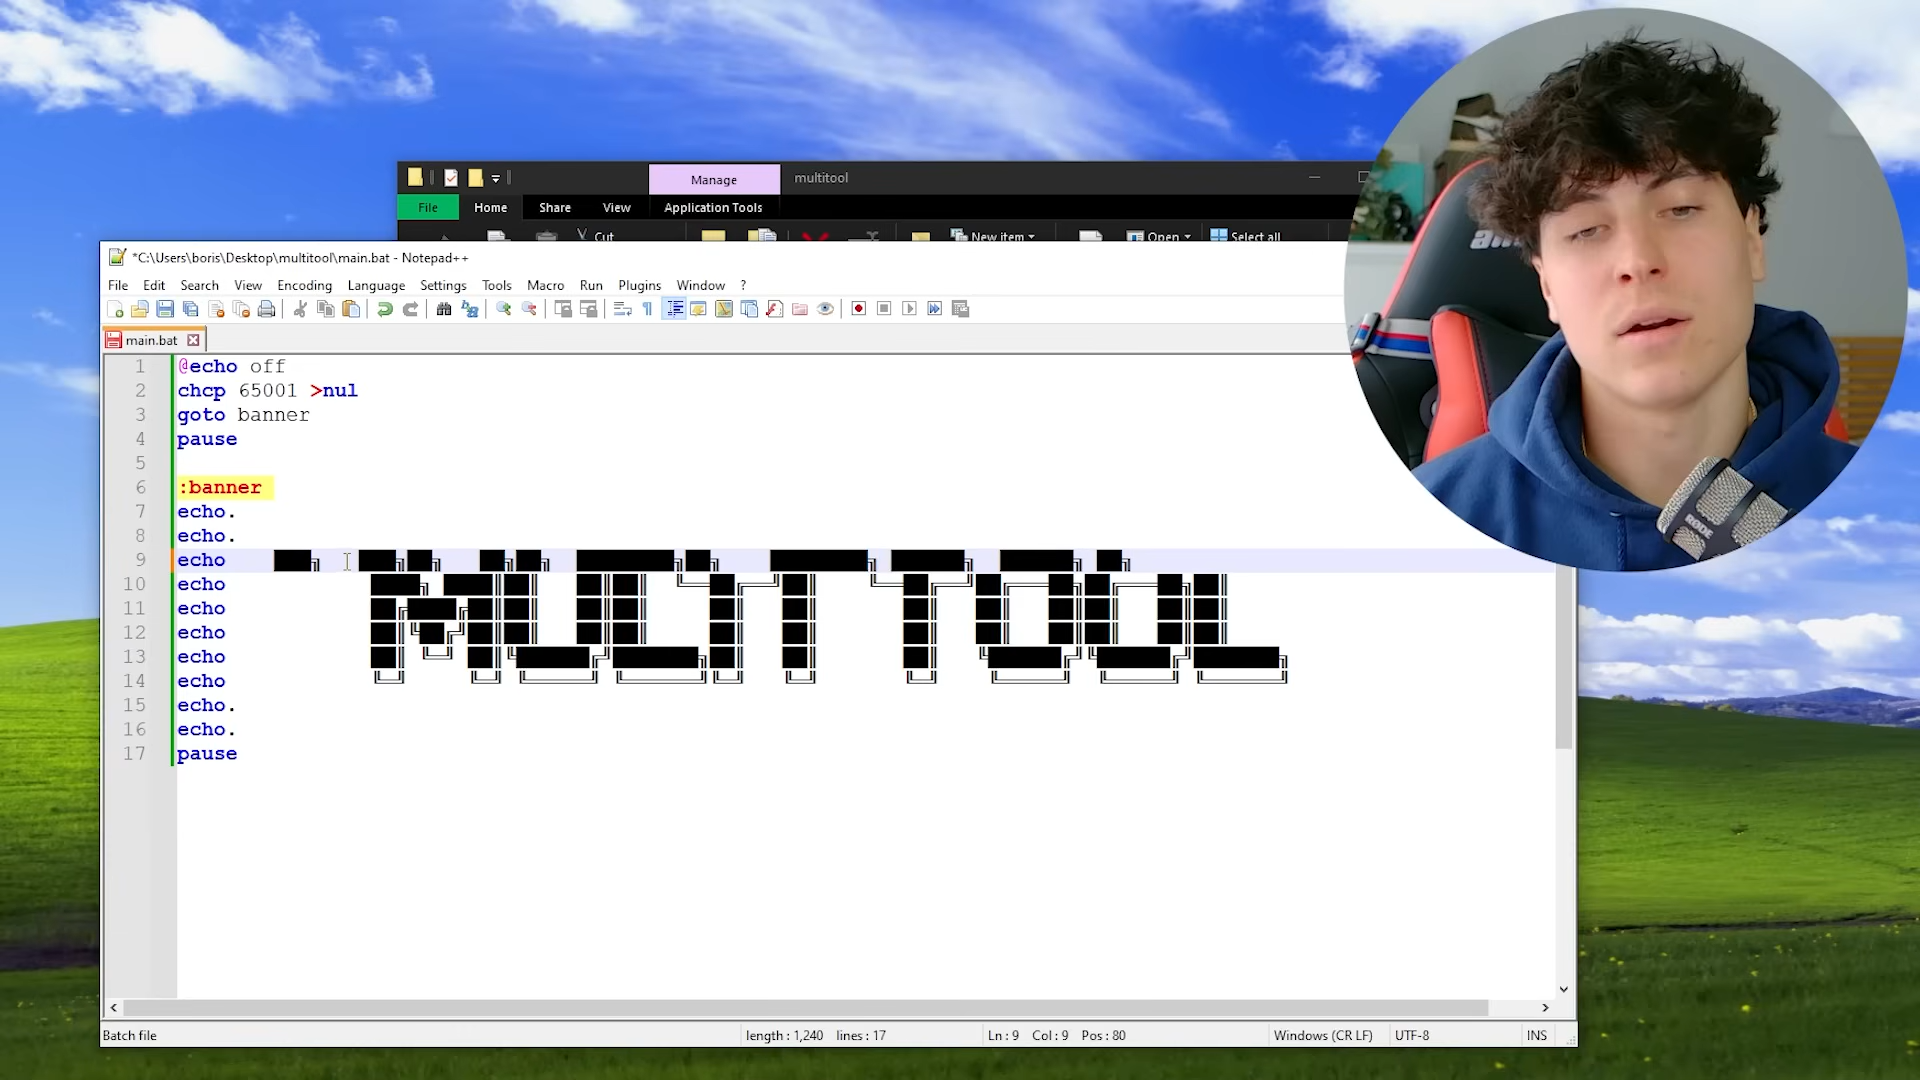 Manage
multitool
File
Home
Share
View
Application Tools
Cut
New item
Open
Select all
*C:\Users\boris\Desktop\multitool\main.bat - Notepad++
File Edit Search View Encoding Language Settings Tools Macro Run Plugins Window ?
main.bat
1 @echo off
2 chcp 65001 >nul
3 goto banner
4 pause
5
6 :banner
7 echo.
8 echo.
9 echo
10 echo
11 echo
12 echo
13 echo
14 echo
15 echo.
16 echo.
17 pause
MULTI TOOL
Batch file
length : 1,240 lines : 17
Ln : 9 Col : 9 Pos : 80
Windows (CR LF)
UTF-8
INS
RODE